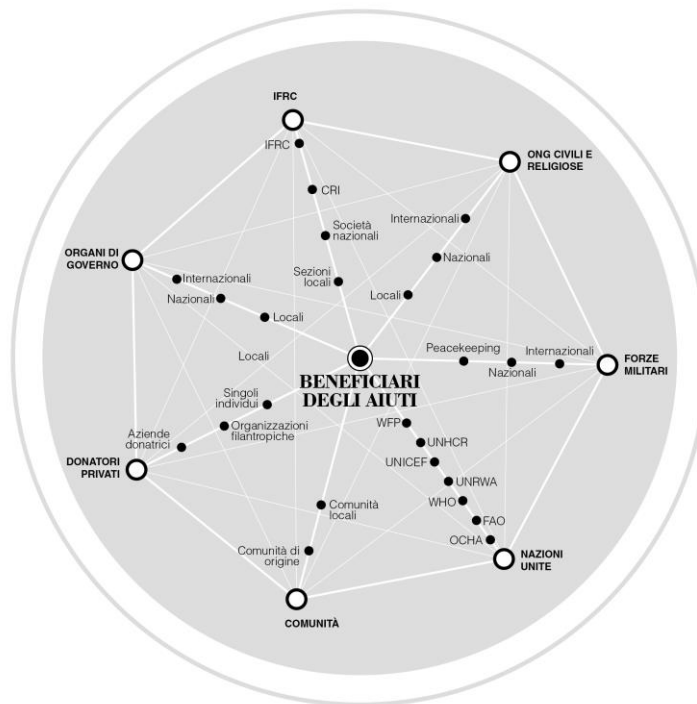 IFRC
IFRC
CRI
Società
nazionali
Sezioni
locali
ONG CIVILI E
RELIGIOSE
Internazionali
Nazionali
Locali
ORGANI DI
GOVERNO
Internazionali
Nazionali
Locali
Locali
Peacekeeping
Internazionali
Nazionali
FORZE
MILITARI
BENEFICIARI
DEGLI AIUTI
Singoli
individui
Organizzazioni
filantropiche
Aziende
donatrici
DONATORI
PRIVATI
WFP
UNHCR
UNICEF
UNRWA
WHO
FAO
OCHA
NAZIONI
UNITE
Comunità
locali
Comunità di
origine
COMUNITÀ